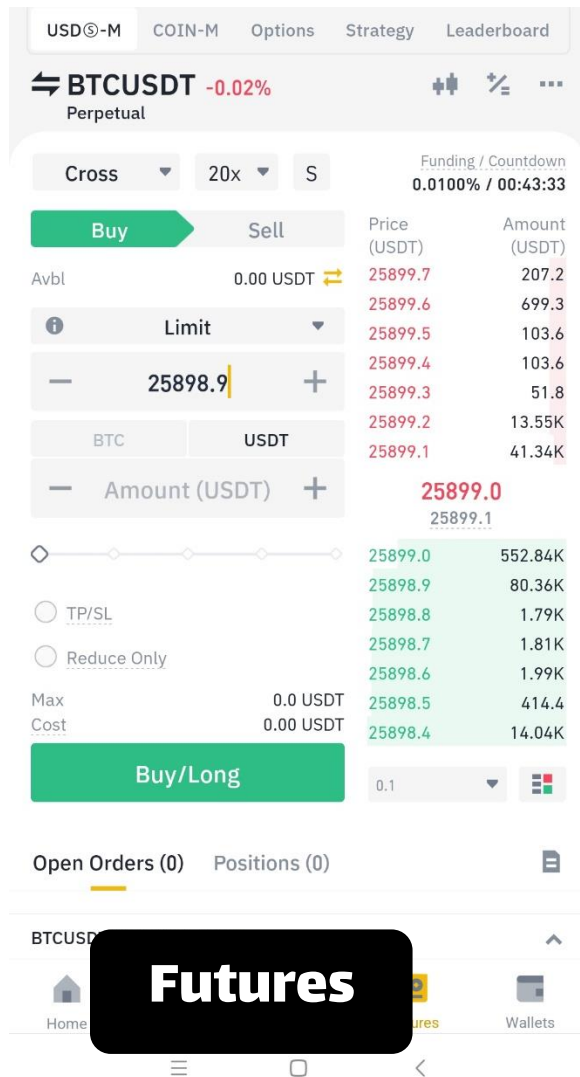 USDⓈ-M COIN-M Options Strategy Leaderboard
BTCUSDT -0.02%
Perpetual
Cross 20x S
Funding / Countdown
0.0100% / 00:43:33
Buy Sell
Price (USDT) Amount (USDT)
Avbl 0.00 USDT
25899.7 207.2
25899.6 699.3
Limit
25899.5 103.6
25899.4 103.6
25898.9
25899.3 51.8
25899.2 13.55K
BTC USDT
25899.1 41.34K
Amount (USDT)
25899.0
25899.1
25899.0 552.84K
25898.9 80.36K
TP/SL
25898.8 1.79K
25898.7 1.81K
Reduce Only
25898.6 1.99K
Max 0.0 USDT
25898.5 414.4
Cost 0.00 USDT
25898.4 14.04K
Buy/Long
0.1
Open Orders (0) Positions (0)
BTCUSD
Futures
Home ures Wallets